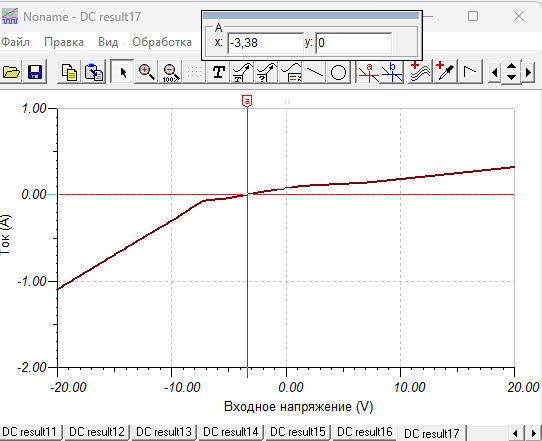 Noname - DC result17
Файл Правка Вид Обработка
A
x: -3,38 y: 0
100%
T
a b
a
1.00
0.00
-1.00
-2.00
Ток (A)
-20.00 -10.00 0.00 10.00 20.00
Входное напряжение (V)
DC result11 DC result12 DC result13 DC result14 DC result15 DC result16 DC result17